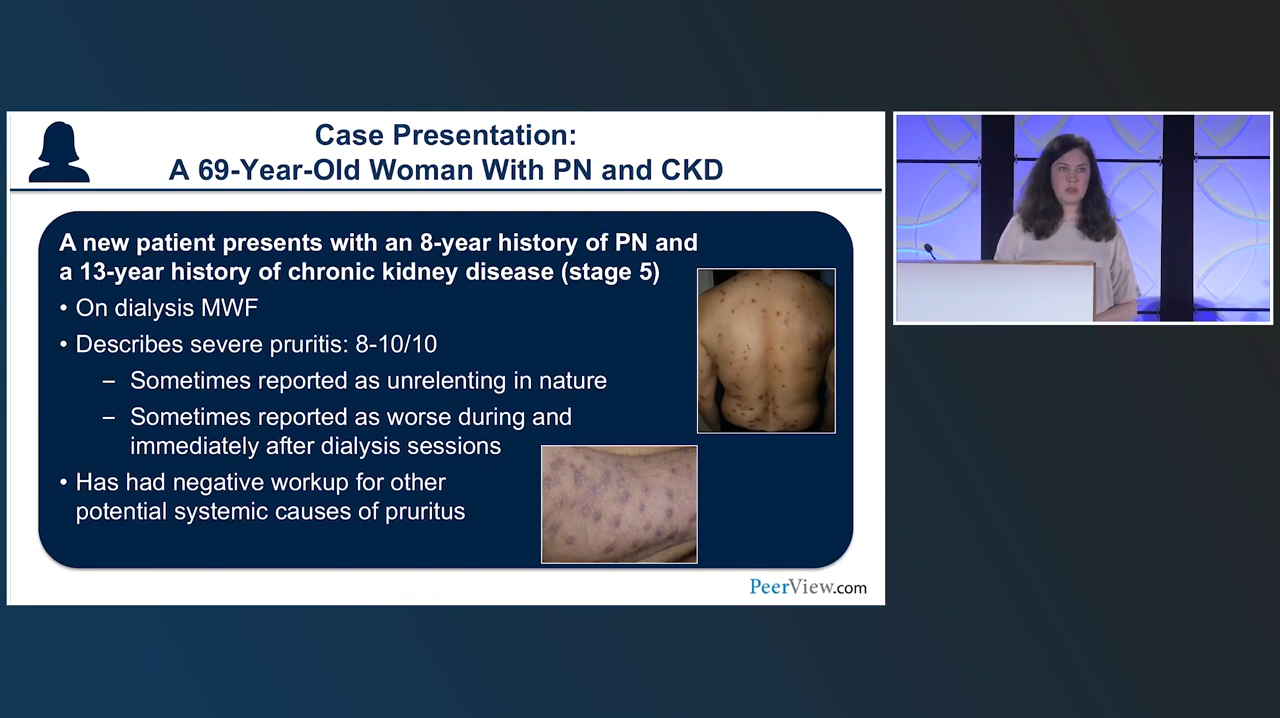 Case Presentation:
A 69-Year-Old Woman With PN and CKD
A new patient presents with an 8-year history of PN and
a 13-year history of chronic kidney disease (stage 5)
• On dialysis MWF
• Describes severe pruritis: 8-10/10
– Sometimes reported as unrelenting in nature
– Sometimes reported as worse during and
immediately after dialysis sessions
• Has had negative workup for other
potential systemic causes of pruritus
PeerView.com